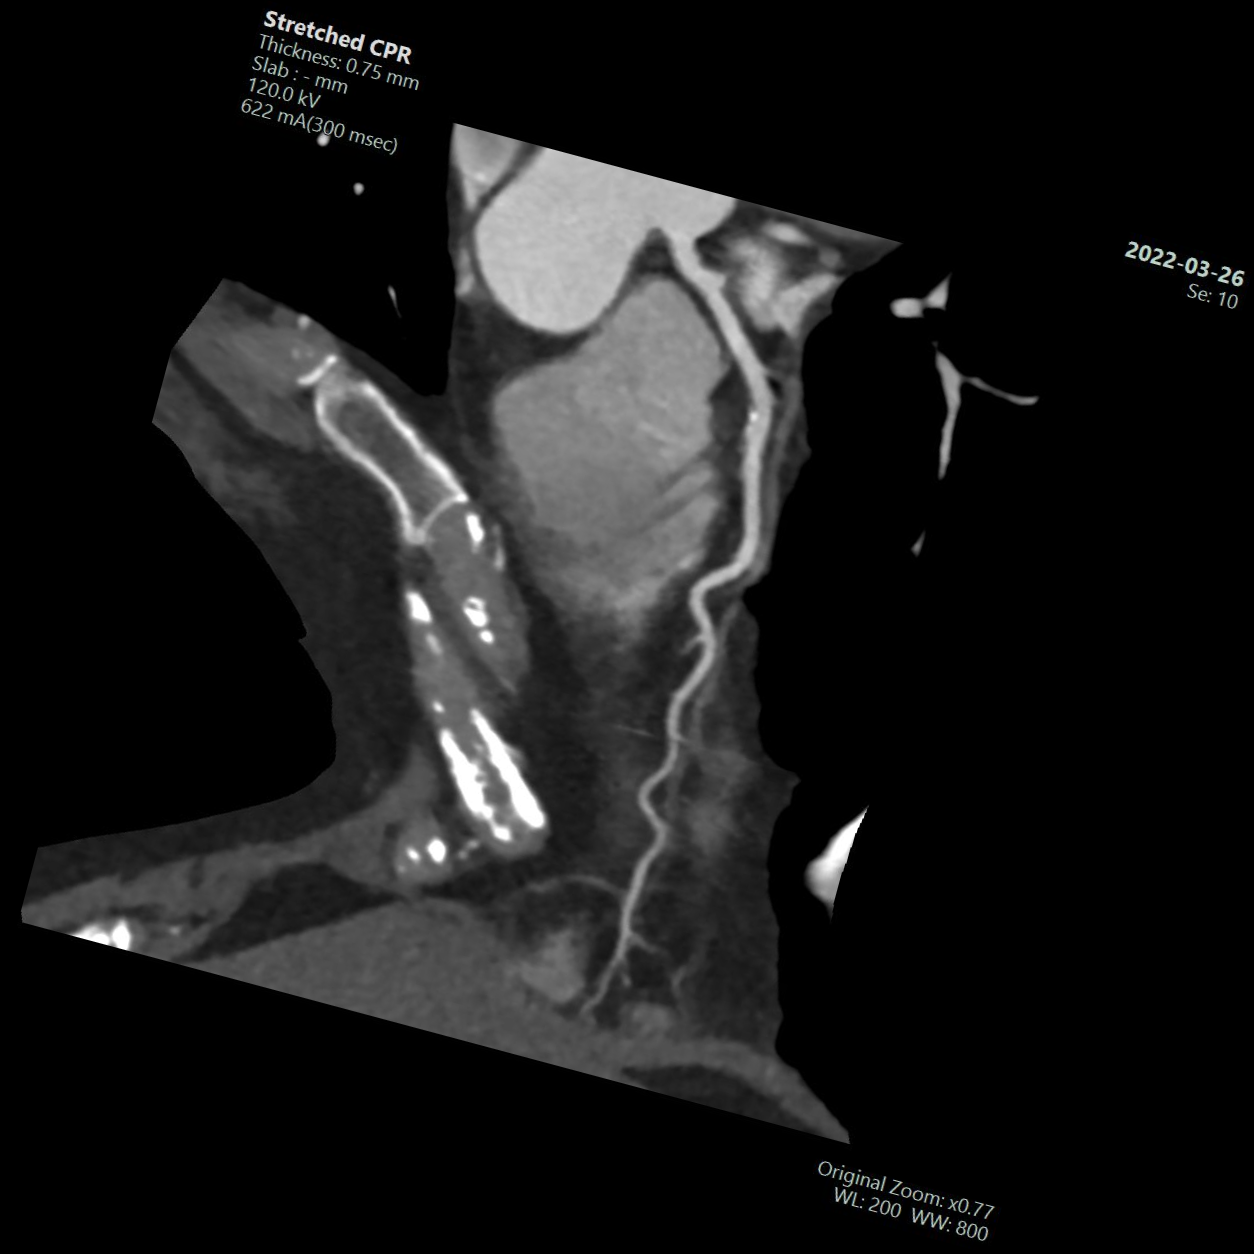 Stretched CPR
Thickness: 0.75 mm
Slab : - mm
120.0 kV
622 mA(300 msec)
2022-03-26
Se: 10
Original Zoom: x0.77
WL: 200 WW: 800